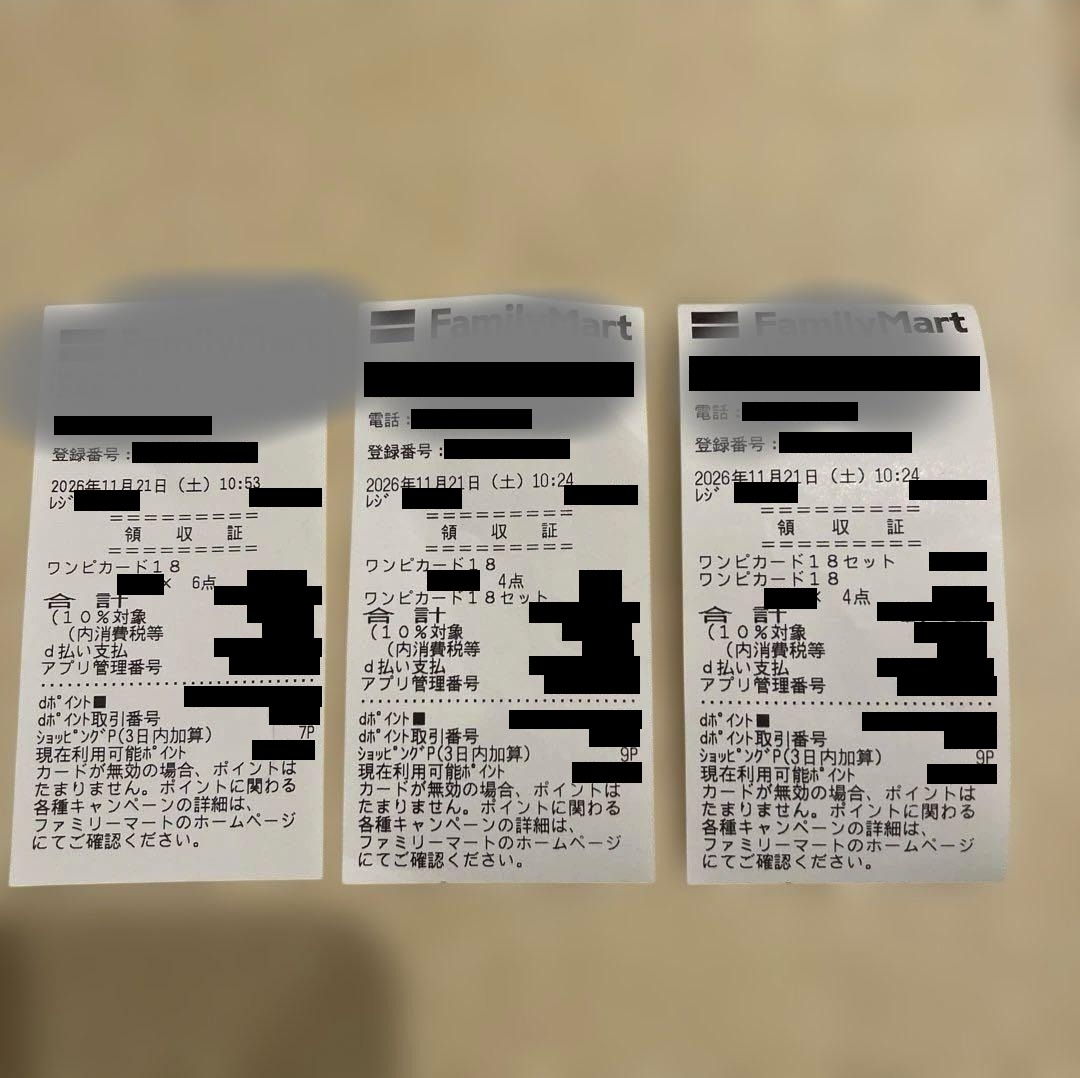 登録番号:
2026年11月21日(土)10:53
レジ
=========
領 収 証
=========
ワンピカード18
× 6点
合 計
(10%対象
(内消費税等
d払い支払
アプリ管理番号
dポイント■
dポイント取引番号
ショッピングP(3日内加算) 7P
現在利用可能ポイント
カードが無効の場合、ポイントは
たまりません。ポイントに関わる
各種キャンペーンの詳細は、
ファミリーマートのホームページ
にてご確認ください。
FamilyMart
電話:
登録番号:
2026年11月21日(土)10:24
レジ
=========
領 収 証
=========
ワンピカード18
4点
ワンピカード18セット
合 計
(10%対象
(内消費税等
d払い支払
アプリ管理番号
dポイント■
dポイント取引番号
ショッピングP(3日内加算) 9P
現在利用可能ポイント
カードが無効の場合、ポイントは
たまりません。ポイントに関わる
各種キャンペーンの詳細は、
ファミリーマートのホームページ
にてご確認ください。
FamilyMart
電話:
登録番号:
2026年11月21日(土)10:24
レジ
=========
領 収 証
=========
ワンピカード18セット
ワンピカード18
× 4点
合 計
(10%対象
(内消費税等
d払い支払
アプリ管理番号
dポイント■
dポイント取引番号
ショッピングP(3日内加算) 9P
現在利用可能ポイント
カードが無効の場合、ポイントは
たまりません。ポイントに関わる
各種キャンペーンの詳細は、
ファミリーマートのホームページ
にてご確認ください。